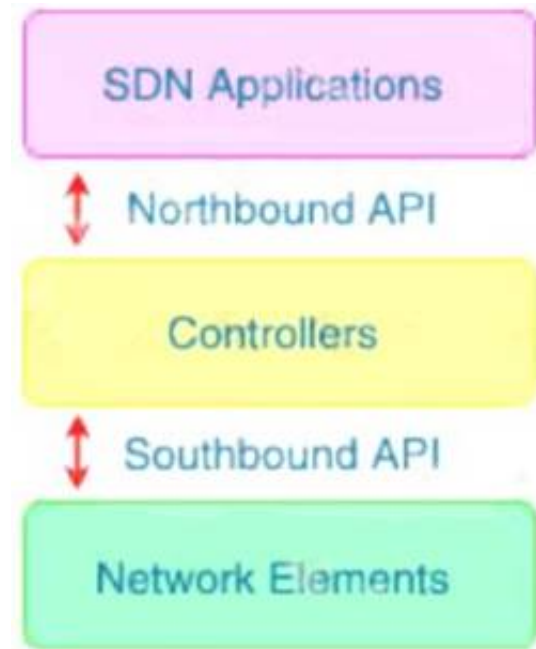 SDN Applications
Northbound API
Controllers
Southbound API
Network Elements